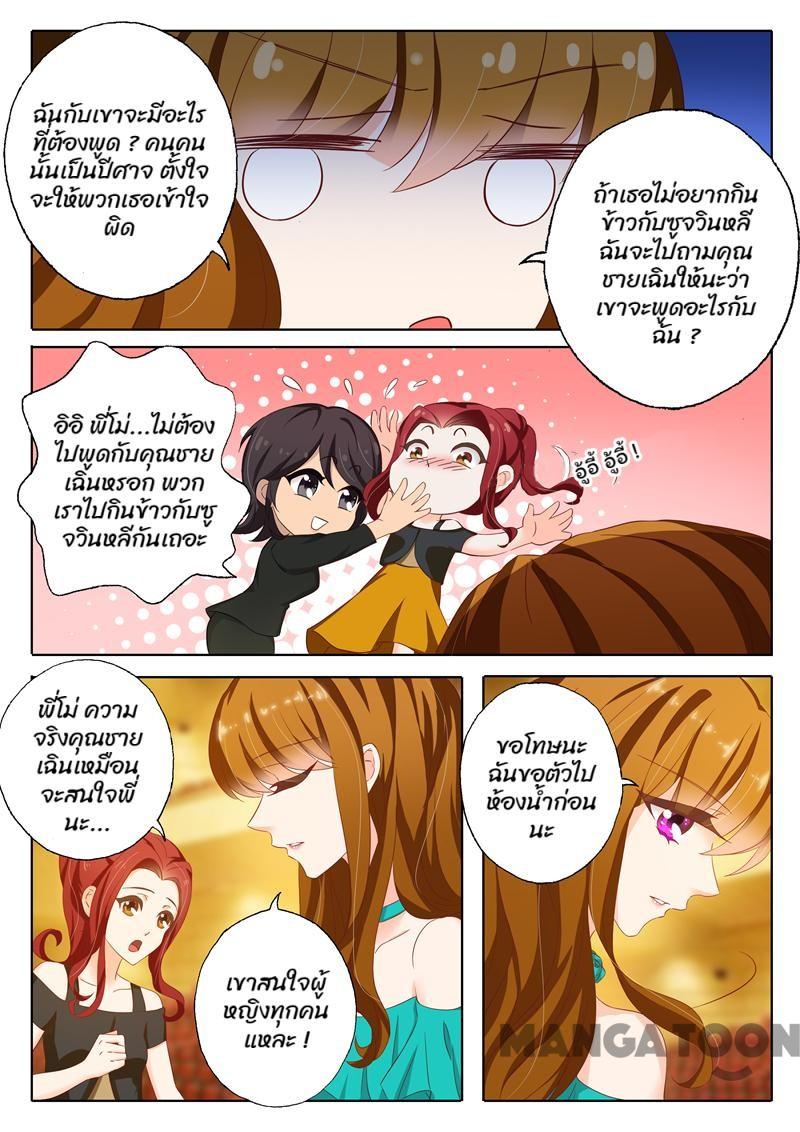 ฉันกับเขาจะมีอะไร
ที่ต้องพูด ? คนคน
นั้นเป็นปีศาจ ตั้งใจ
จะให้พวกเธอเข้าใจ
ผิด
ถ้าเธอไม่อยากกิน
ข้าวกับซูจวินหลี
ฉันจะไปถามคุณ
ชายเฉินให้นะว่า
เขาจะพูดอะไรกับ
ฉัน ?
อิอิ พี่โม่...ไม่ต้อง
ไปพูดกับคุณชาย
เฉินหรอก พวก
เราไปกินข้าวกับซู
จวินหลีกันเถอะ
อู้อี้ อู้อี้ !
พี่โม่ ความ
จริงคุณชาย
เฉินเหมือน
จะสนใจพี่
นะ...
เขาสนใจผู้
หญิงทุกคน
แหละ !
ขอโทษนะ
ฉันขอตัวไป
ห้องน้ำก่อน
นะ
MANGATOON